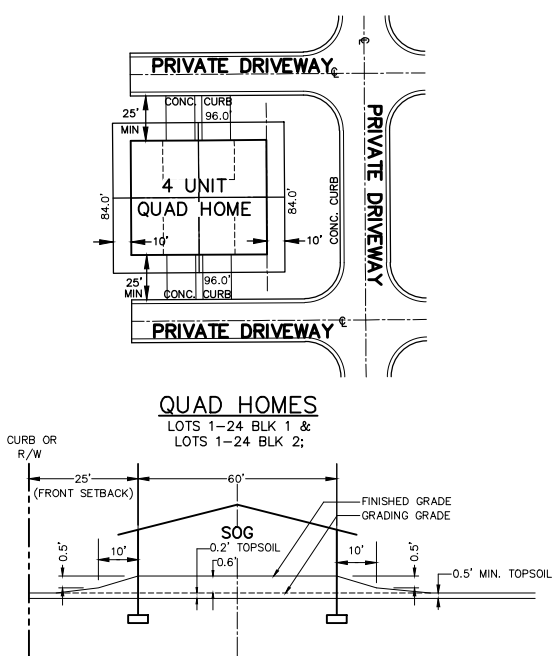 PRIVATE DRIVEWAY ℄
℄
25'
MIN
CONC. CURB
96.0'
PRIVATE DRIVEWAY
4 UNIT
QUAD HOME
84.0'
84.0'
CONC. CURB
10'
10'
25'
MIN
96.0'
CONC. CURB
PRIVATE DRIVEWAY ℄
QUAD HOMES
LOTS 1-24 BLK 1 &
LOTS 1-24 BLK 2;
CURB OR
R/W
25'
60'
(FRONT SETBACK)
FINISHED GRADE
GRADING GRADE
SOG
0.5'
10'
0.2' TOPSOIL
0.6'
10'
0.5'
0.5' MIN. TOPSOIL